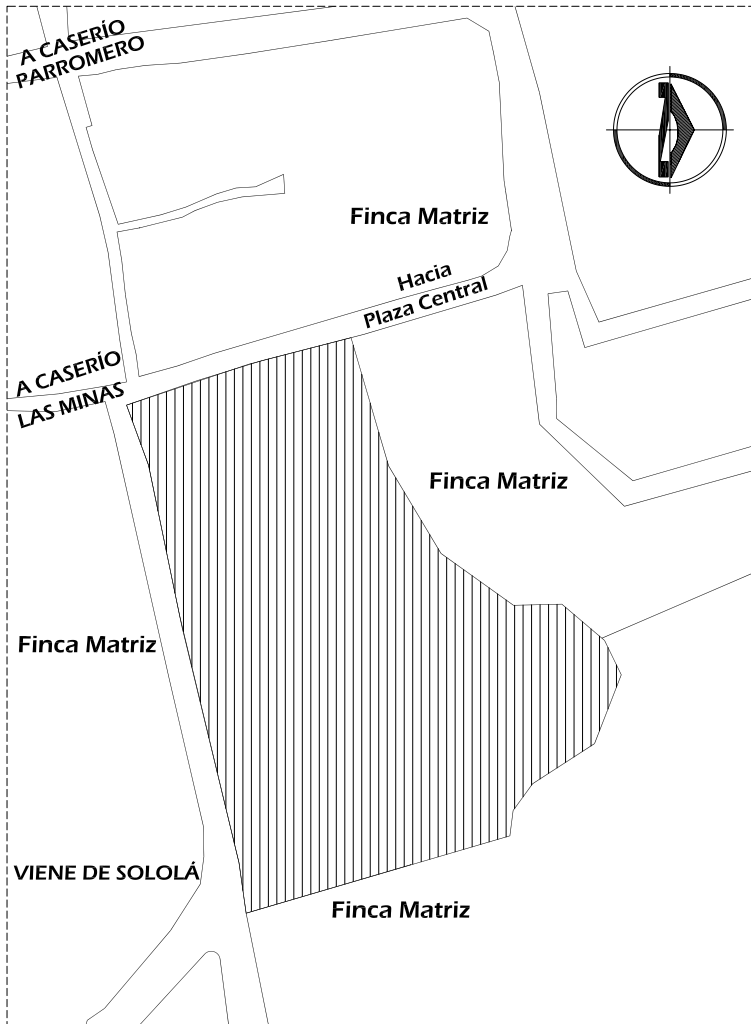 A CASERÍO
PARROMERO
Finca Matriz
Hacia
Plaza Central
A CASERÍO
LAS MINAS
Finca Matriz
Finca Matriz
VIENE DE SOLOLÁ
Finca Matriz